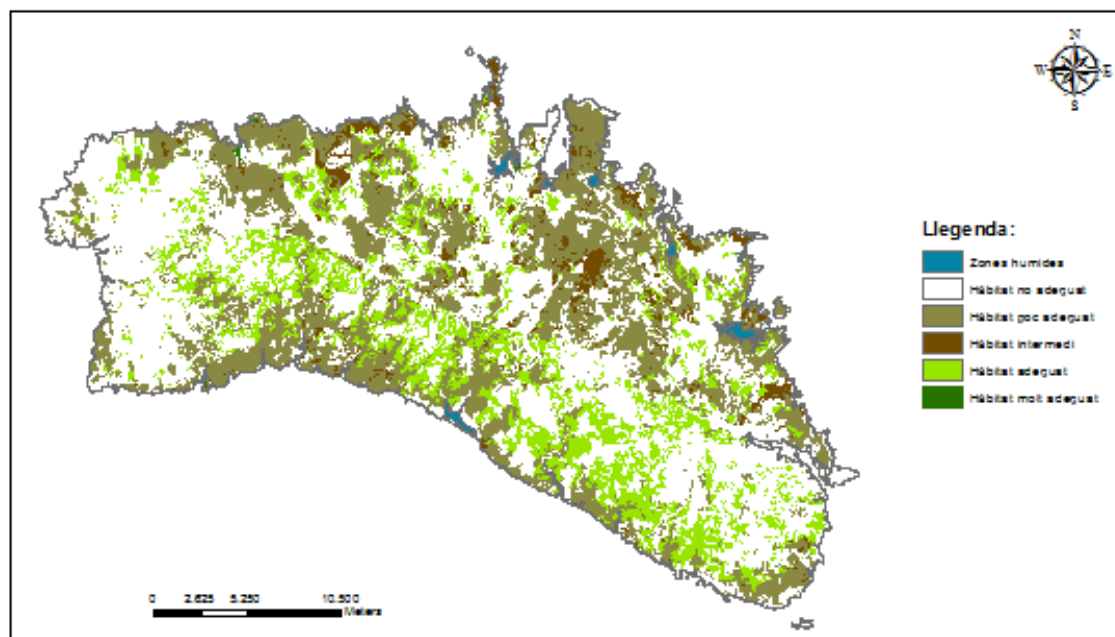 N
W E
S
Llegenda:
Zones humides
Hàbitat no adequat
Hàbitat poc adequat
Hàbitat intermedi
Hàbitat adequat
Hàbitat molt adequat
0 2.625 5.250 10.500
Meters